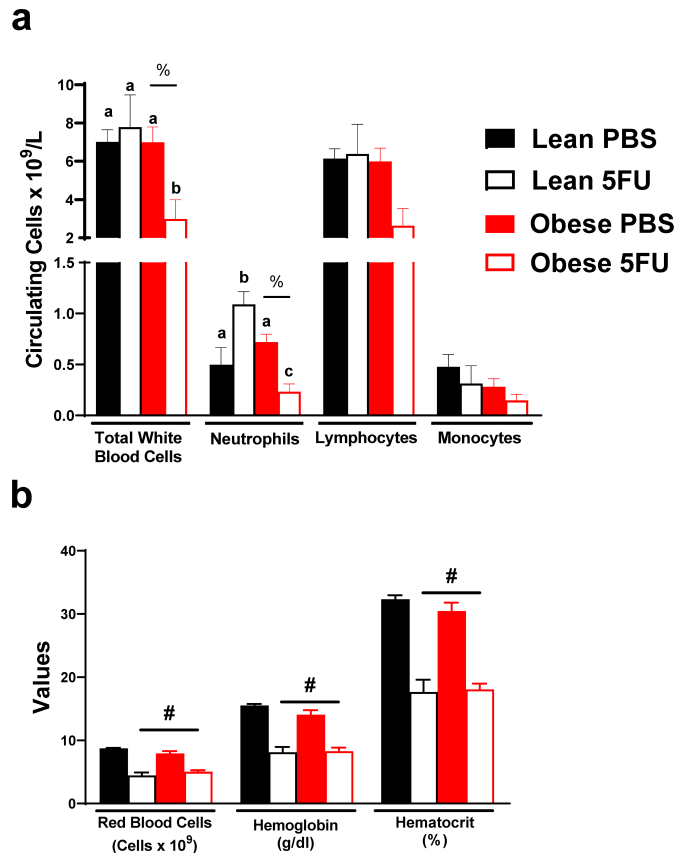 a
Circulating Cells x 10⁹/L
10
8
6
4
2
1.5
1.0
0.5
0.0
a
a
a
%
b
a
b
a
%
c
Total White
Blood Cells
Neutrophils
Lymphocytes
Monocytes
Lean PBS
Lean 5FU
Obese PBS
Obese 5FU
b
Values
40
30
20
10
0
#
#
#
Red Blood Cells
(Cells x 10⁹)
Hemoglobin
(g/dl)
Hematocrit
(%)